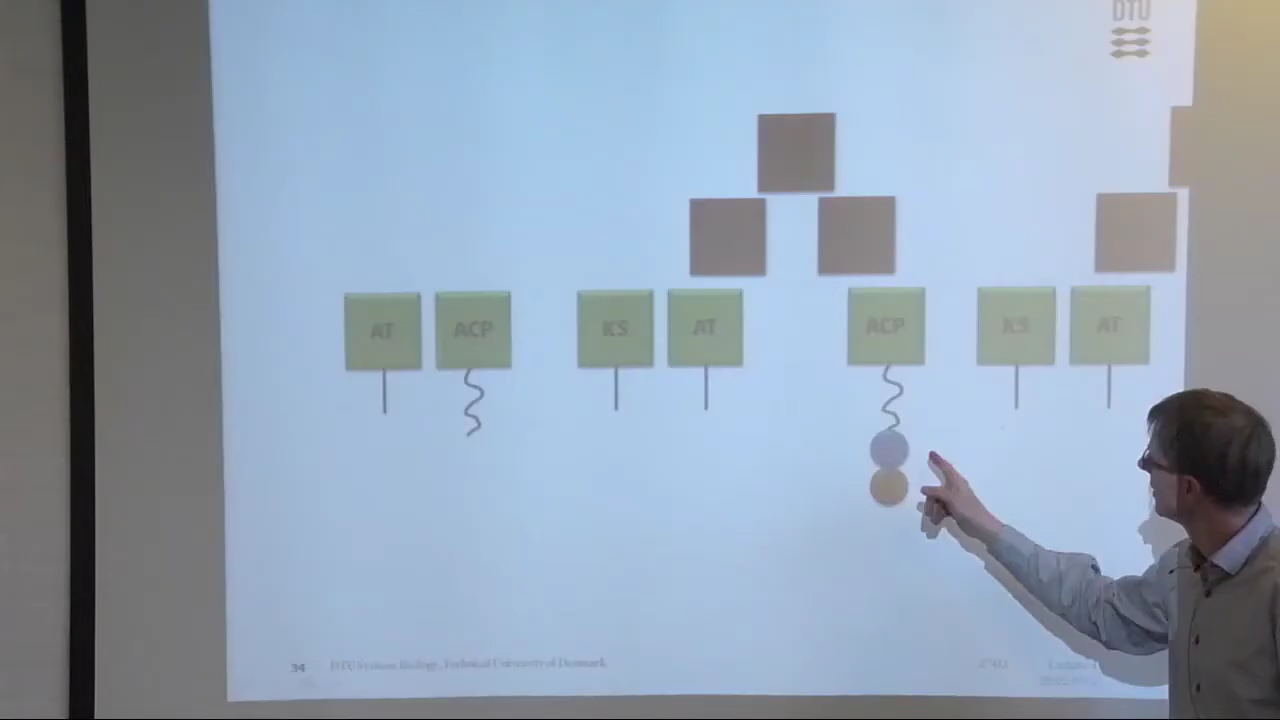 DTU
AT ACP KS AT ACP KS AT
34 DTU Systems Biology, Technical University of Denmark